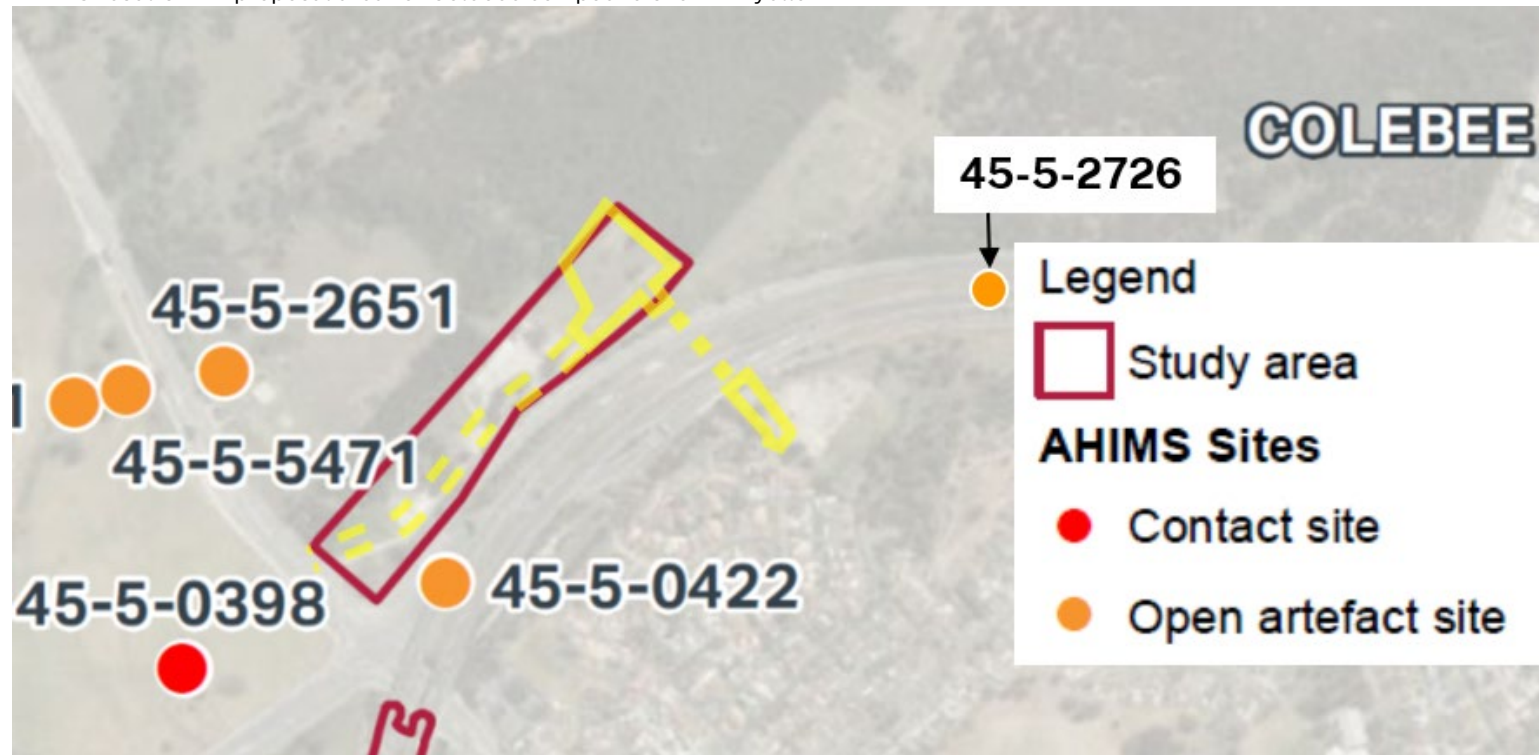 COLEBEE
45-5-2726
Legend
45-5-2651
Study area
AHIMS Sites
45-5-5471
Contact site
45-5-0422
45-5-0398
Open artefact site